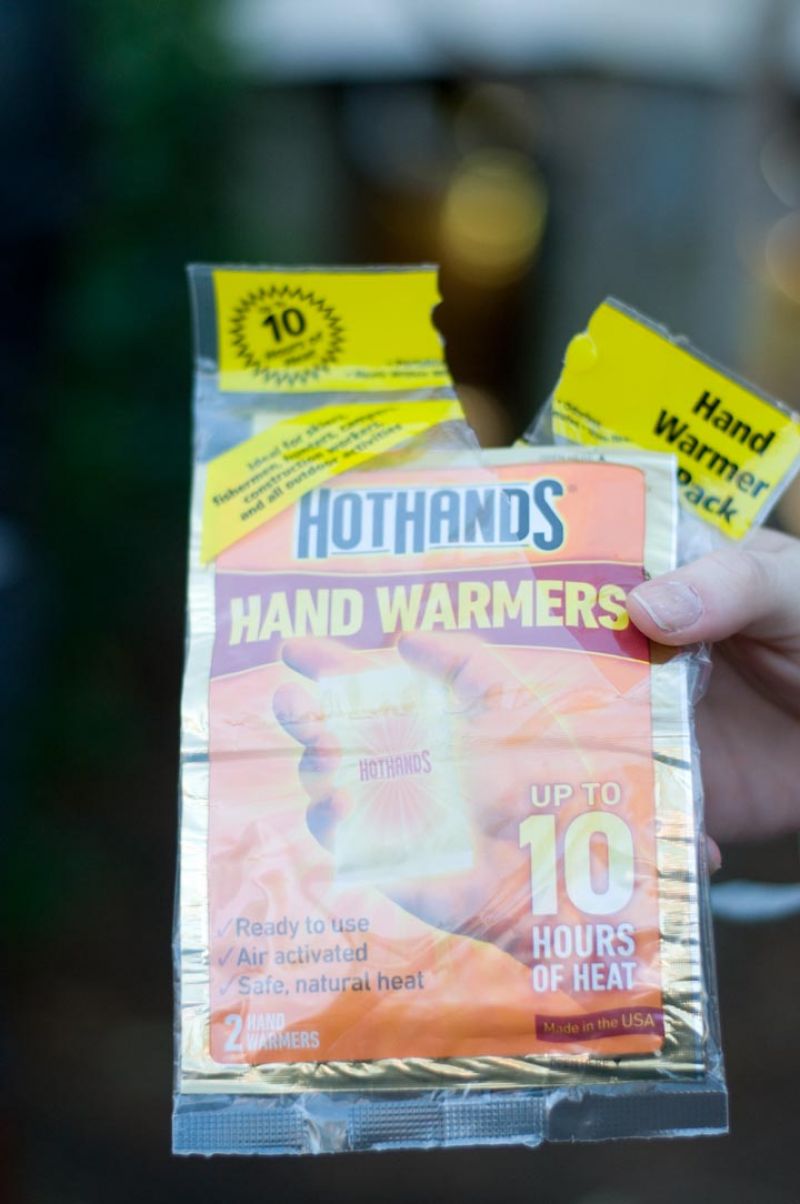 10
Hand
Warmer
Pack
Ideal for skiers,
fishermen, hunters, campers,
construction workers,
and all outdoor activities
HOTHANDS
HAND WARMERS
HOTHANDS
UP TO
10
HOURS
OF HEAT
✓Ready to use
✓Air activated
✓Safe, natural heat
2 HAND
WARMERS
Made in the USA